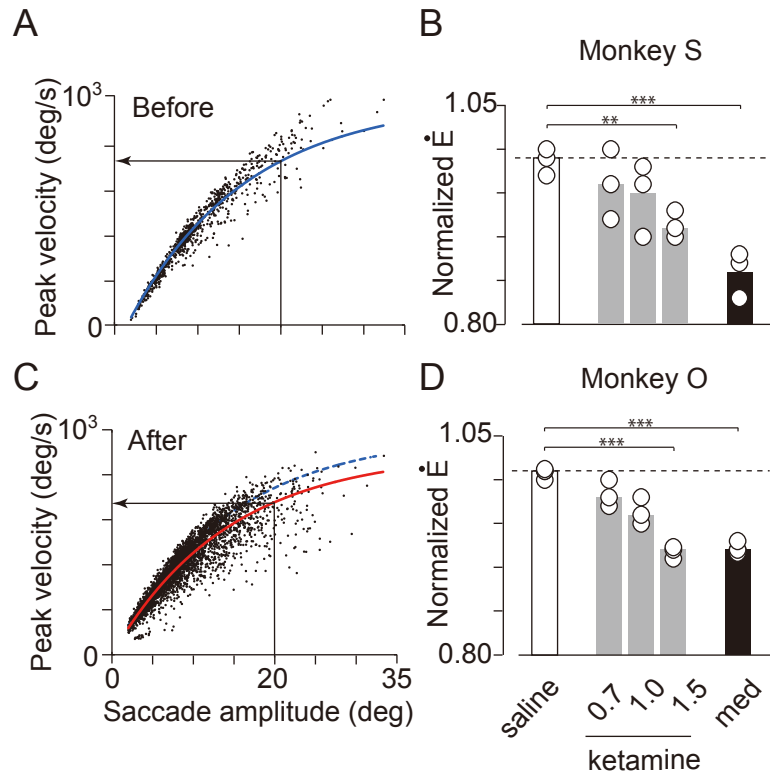 A
10³
Before
Peak velocity (deg/s)
0
B
Monkey S
1.05
***
**
Normalized Ė
0.80
C
10³
After
Peak velocity (deg/s)
0
0
20
35
Saccade amplitude (deg)
D
Monkey O
1.05
***
***
Normalized Ė
0.80
saline
0.7
1.0
1.5
med
ketamine